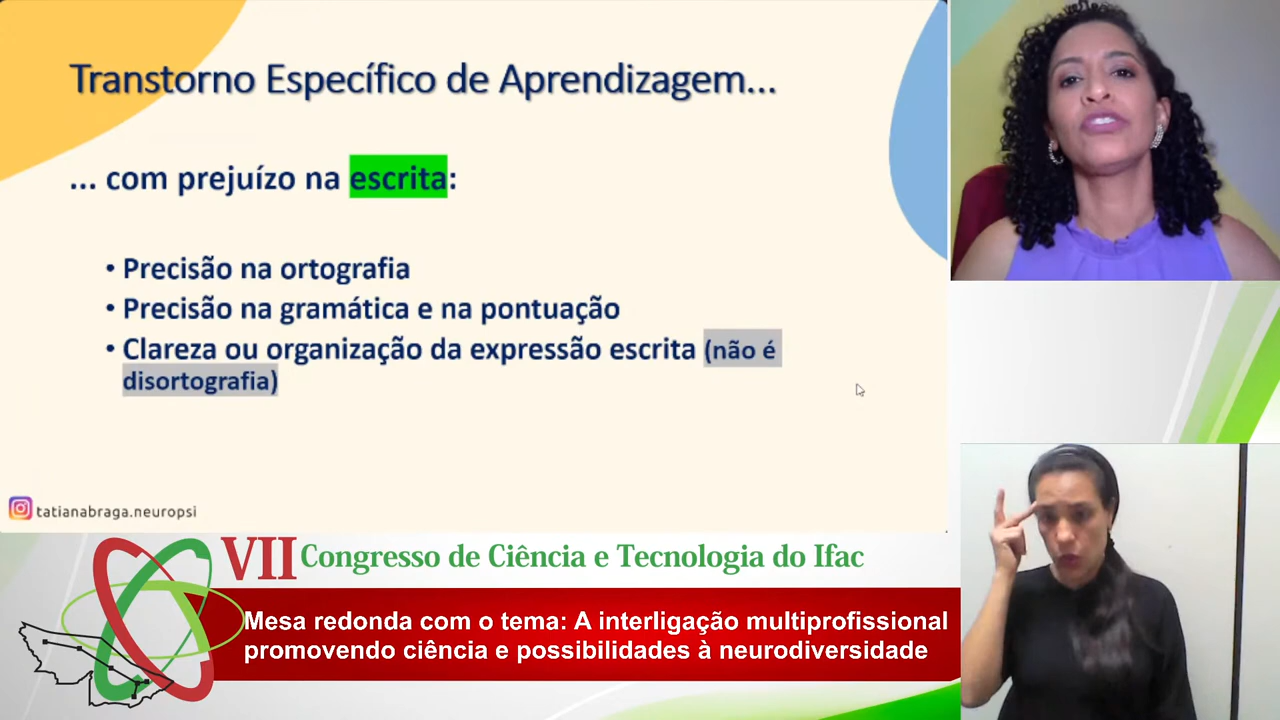 Transtorno Específico de Aprendizagem...
... com prejuízo na escrita:
• Precisão na ortografia
• Precisão na gramática e na pontuação
• Clareza ou organização da expressão escrita (não é
disortografia)
tatianabraga.neuropsi
VII Congresso de Ciência e Tecnologia do Ifac
Mesa redonda com o tema: A interligação multiprofissional
promovendo ciência e possibilidades à neurodiversidade